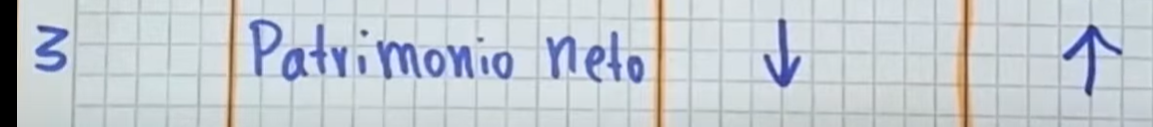 3 Patrimonio neto ↓ ↑